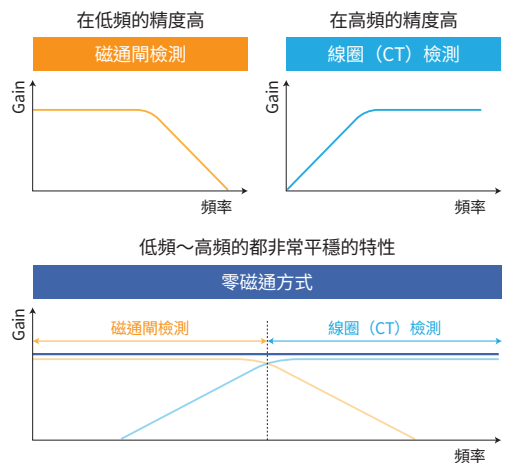 在低頻的精度高
在高頻的精度高
磁通閘檢測
線圈（CT）檢測
Gain
Gain
頻率
頻率
低頻～高頻的都非常平穩的特性
零磁通方式
Gain
磁通閘檢測
線圈（CT）檢測
頻率